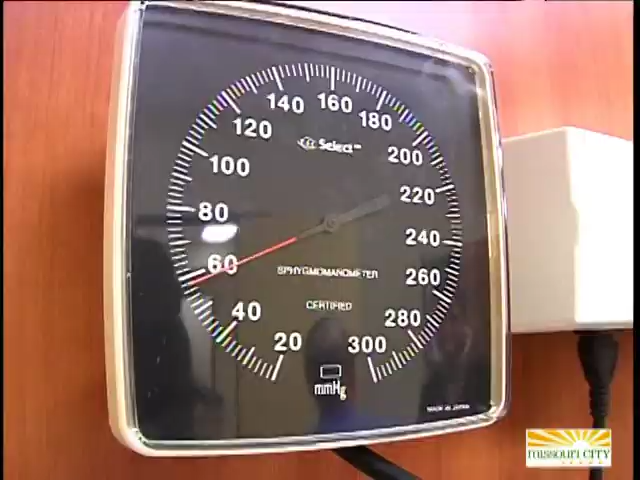 160
140
180
120
Select™
200
100
220
80
240
60
SPHYGMOMANOMETER
260
CERTIFIED
40
280
20
300
mmHg
MADE IN JAPAN
MISSOURI CITY